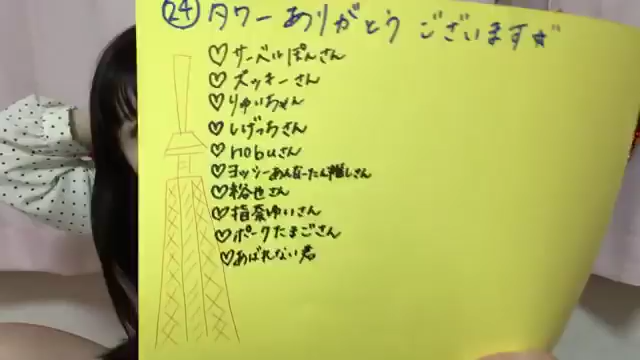 ㉔タワーありがとうございます☆
♡サーベルぽんさん
♡ズッキーさん
♡りゅいちゃん
♡しげっちさん
♡nobuさん
♡ヨッシーあんなーたん推しさん
♡裕也さん
♡指奈ゆいさん
♡ポークたまごさん
♡あばれない君